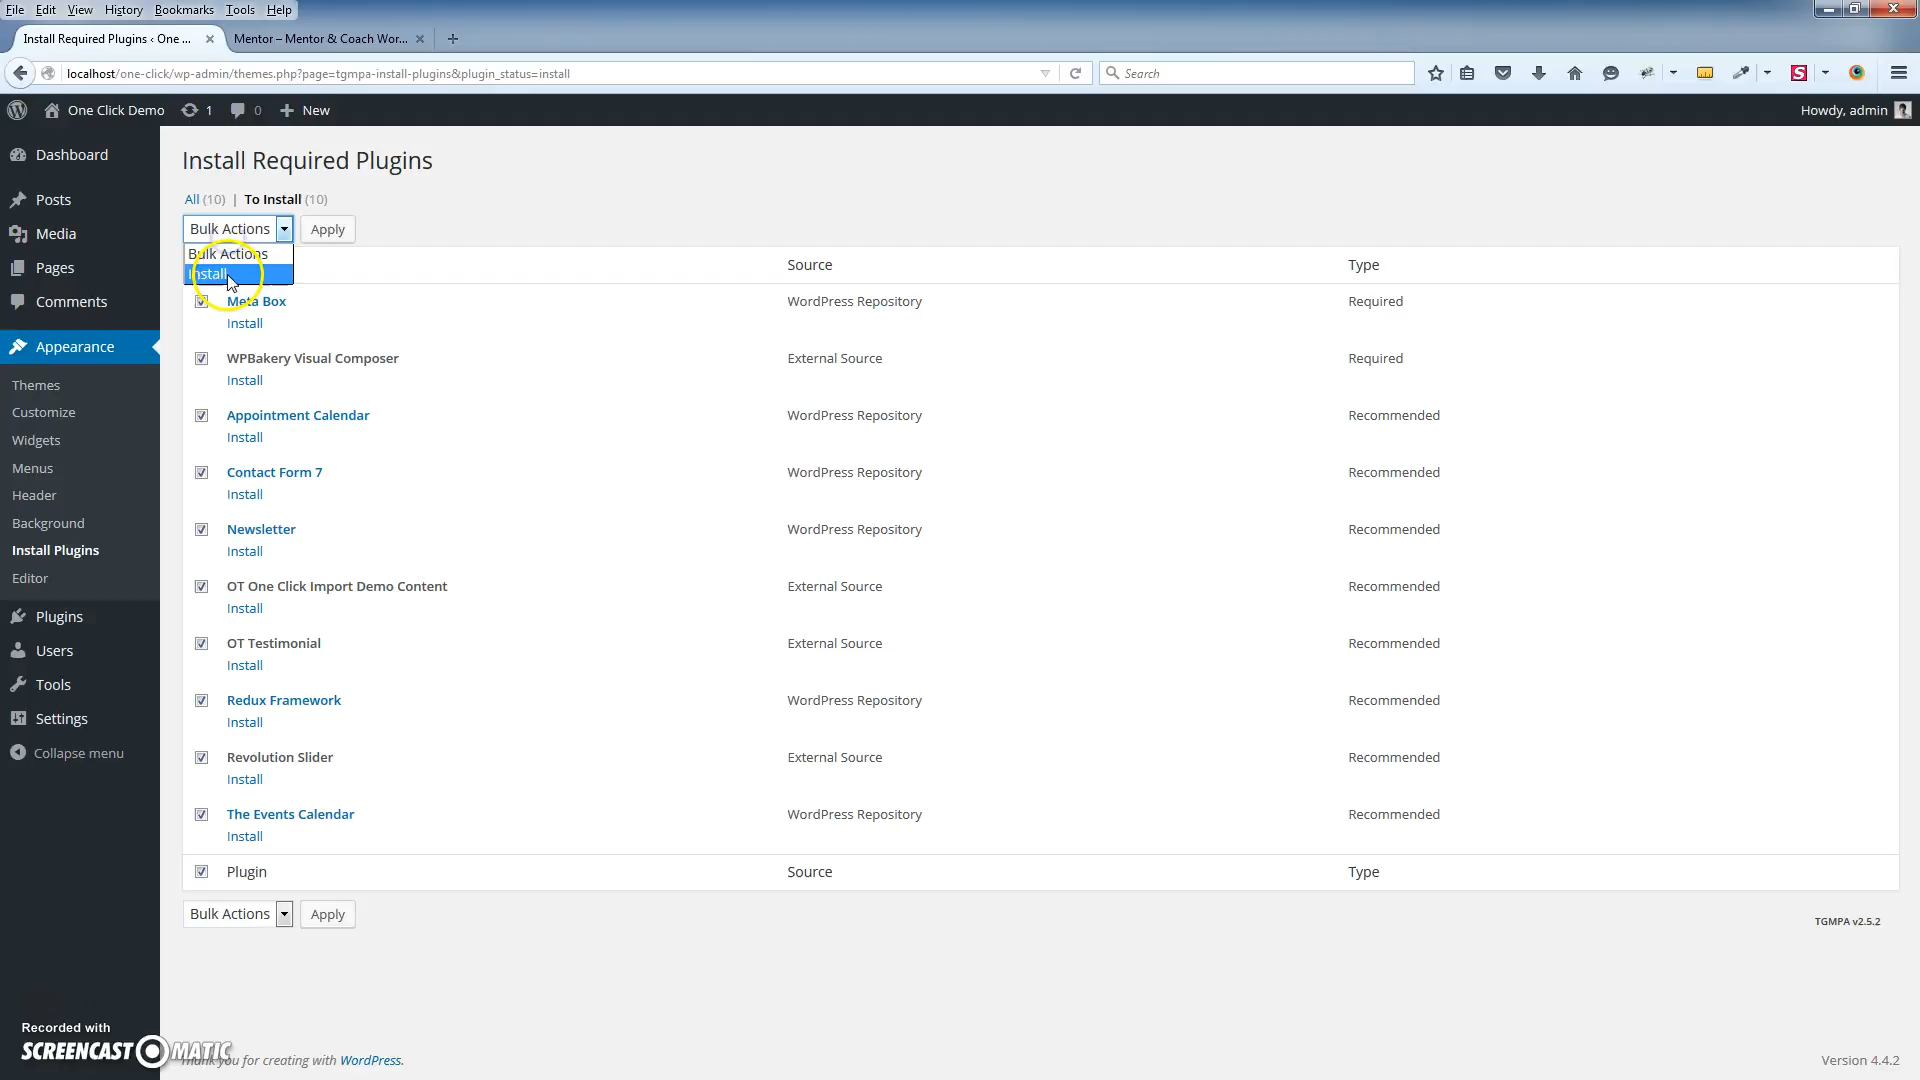 File Edit View History Bookmarks Tools Help
Install Required Plugins ‹ One ... Mentor – Mentor & Coach Wor...
localhost/one-click/wp-admin/themes.php?page=tgmpa-install-plugins&plugin_status=install Search
One Click Demo 1 0 New Howdy, admin
Dashboard
Posts
Media
Pages
Comments
Appearance
Themes
Customize
Widgets
Menus
Header
Background
Install Plugins
Editor
Plugins
Users
Tools
Settings
Collapse menu
Install Required Plugins
All (10) | To Install (10)
Bulk Actions Apply
Bulk Actions
Install
Source Type
Meta Box WordPress Repository Required
Install
WPBakery Visual Composer External Source Required
Install
Appointment Calendar WordPress Repository Recommended
Install
Contact Form 7 WordPress Repository Recommended
Install
Newsletter WordPress Repository Recommended
Install
OT One Click Import Demo Content External Source Recommended
Install
OT Testimonial External Source Recommended
Install
Redux Framework WordPress Repository Recommended
Install
Revolution Slider External Source Recommended
Install
The Events Calendar WordPress Repository Recommended
Install
Plugin Source Type
Bulk Actions Apply
TGMPA v2.5.2
Recorded with
SCREENCAST MATIC
Thank you for creating with WordPress.
Version 4.4.2